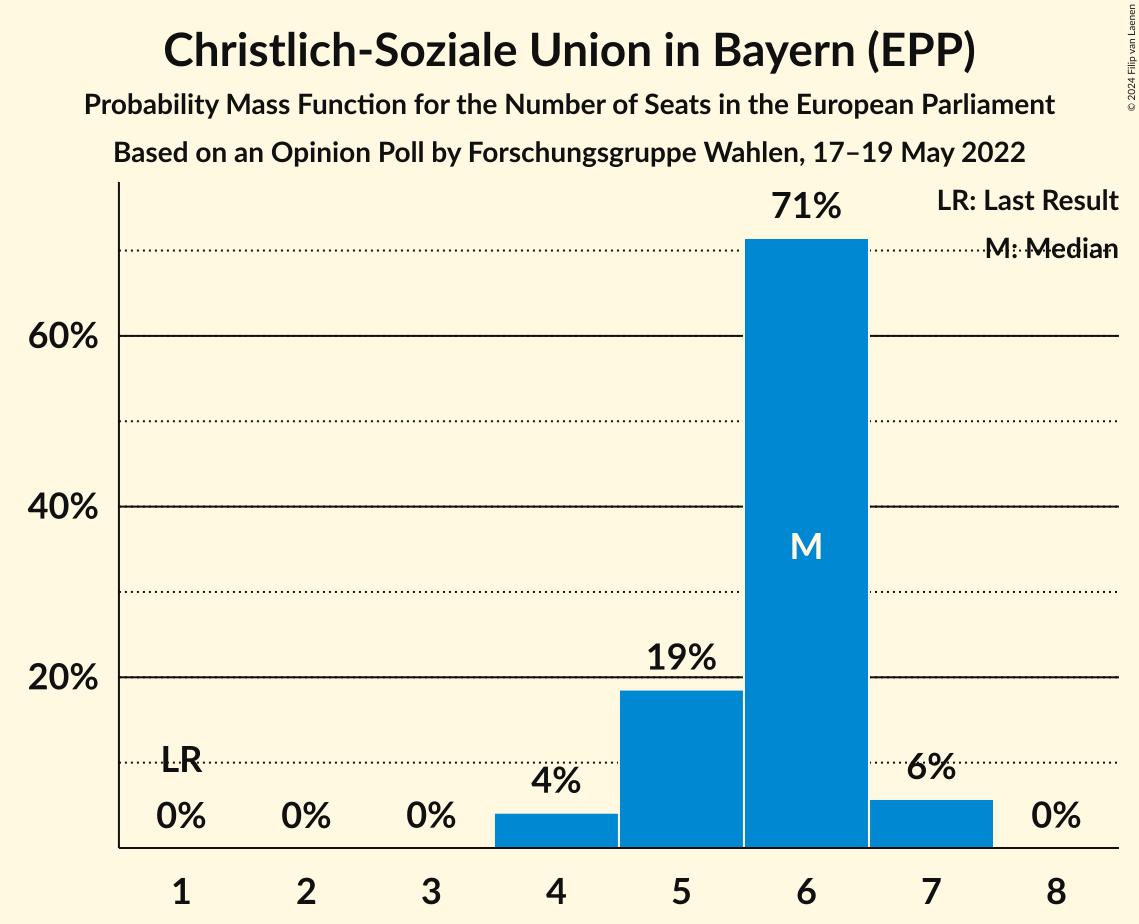 Christlich-Soziale Union in Bayern (EPP)
Probability Mass Function for the Number of Seats in the European Parliament
Based on an Opinion Poll by Forschungsgruppe Wahlen, 17–19 May 2022
© 2024 Filip van Laenen
LR: Last Result
M: Median
71%
60%
40%
M
19%
20%
LR
4%
6%
0% 0% 0% 0%
1 2 3 4 5 6 7 8